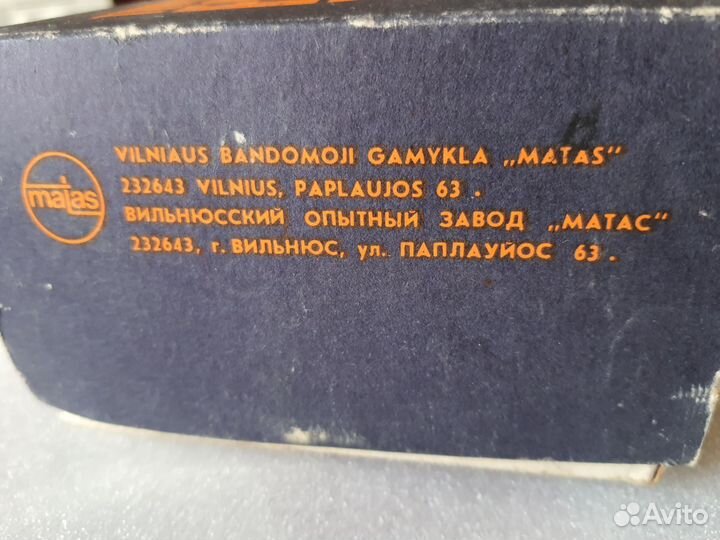 matas
VILNIAUS BANDOMOJI GAMYKLA „MATAS"
232643 VILNIUS, PAPLAUJOS 63 .
ВИЛЬНЮССКИЙ ОПЫТНЫЙ ЗАВОД „МАТАС"
232643, г. ВИЛЬНЮС, ул. ПАПЛАУЙОС 63 .
Avito